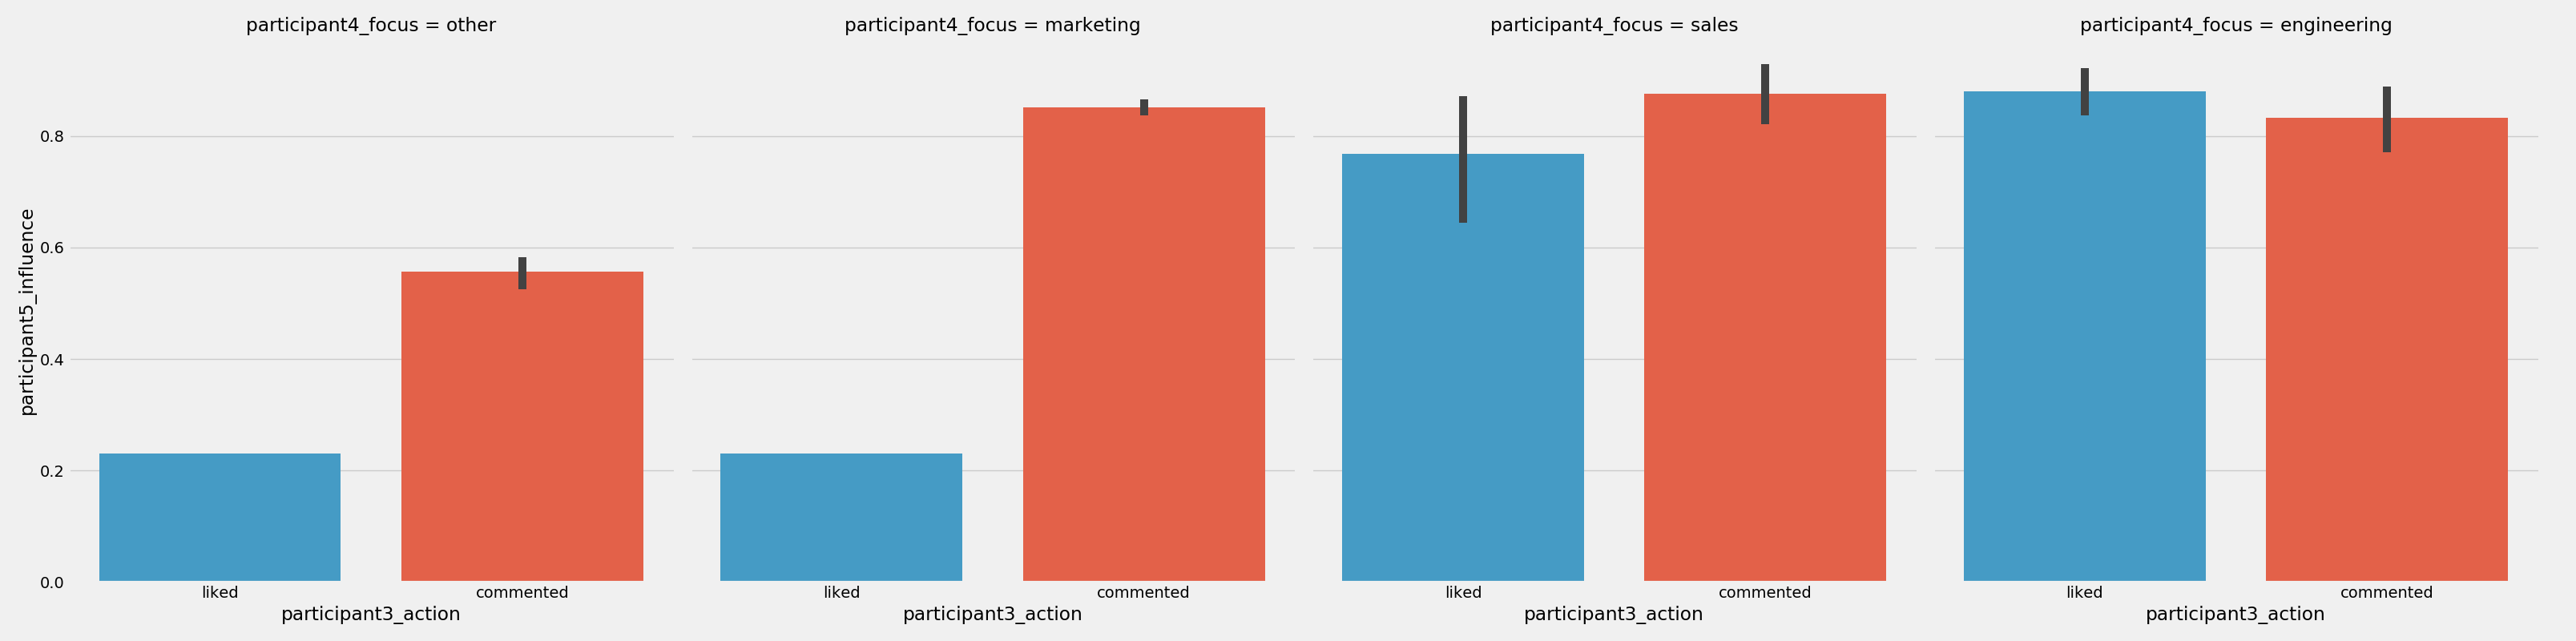 participant4_focus = other
participant4_focus = marketing
participant4_focus = sales
participant4_focus = engineering
participant5_influence
0.8
0.6
0.4
0.2
0.0
liked
commented
liked
commented
liked
commented
liked
commented
participant3_action
participant3_action
participant3_action
participant3_action